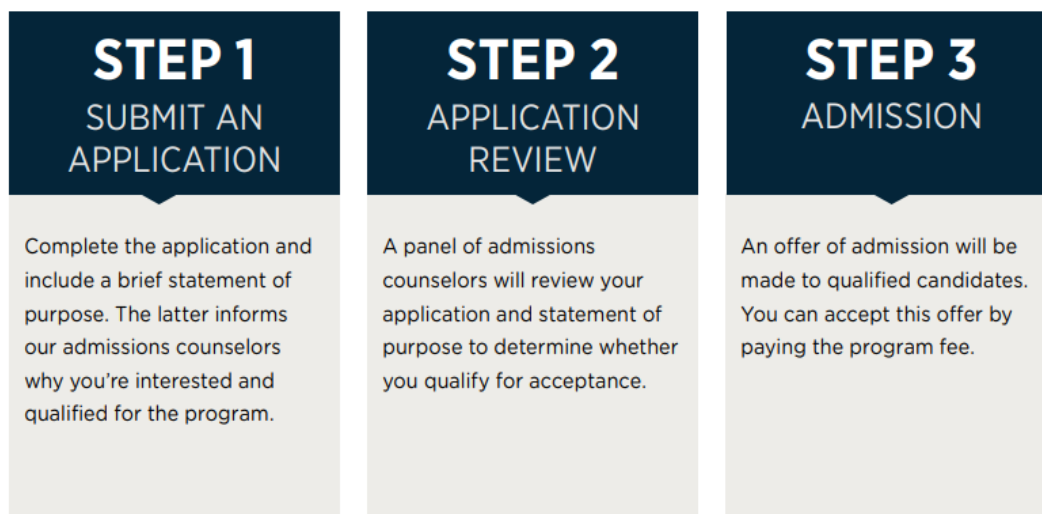 STEP 1
SUBMIT AN
APPLICATION
Complete the application and
include a brief statement of
purpose. The latter informs
our admissions counselors
why you’re interested and
qualified for the program.
STEP 2
APPLICATION
REVIEW
A panel of admissions
counselors will review your
application and statement of
purpose to determine whether
you qualify for acceptance.
STEP 3
ADMISSION
An offer of admission will be
made to qualified candidates.
You can accept this offer by
paying the program fee.